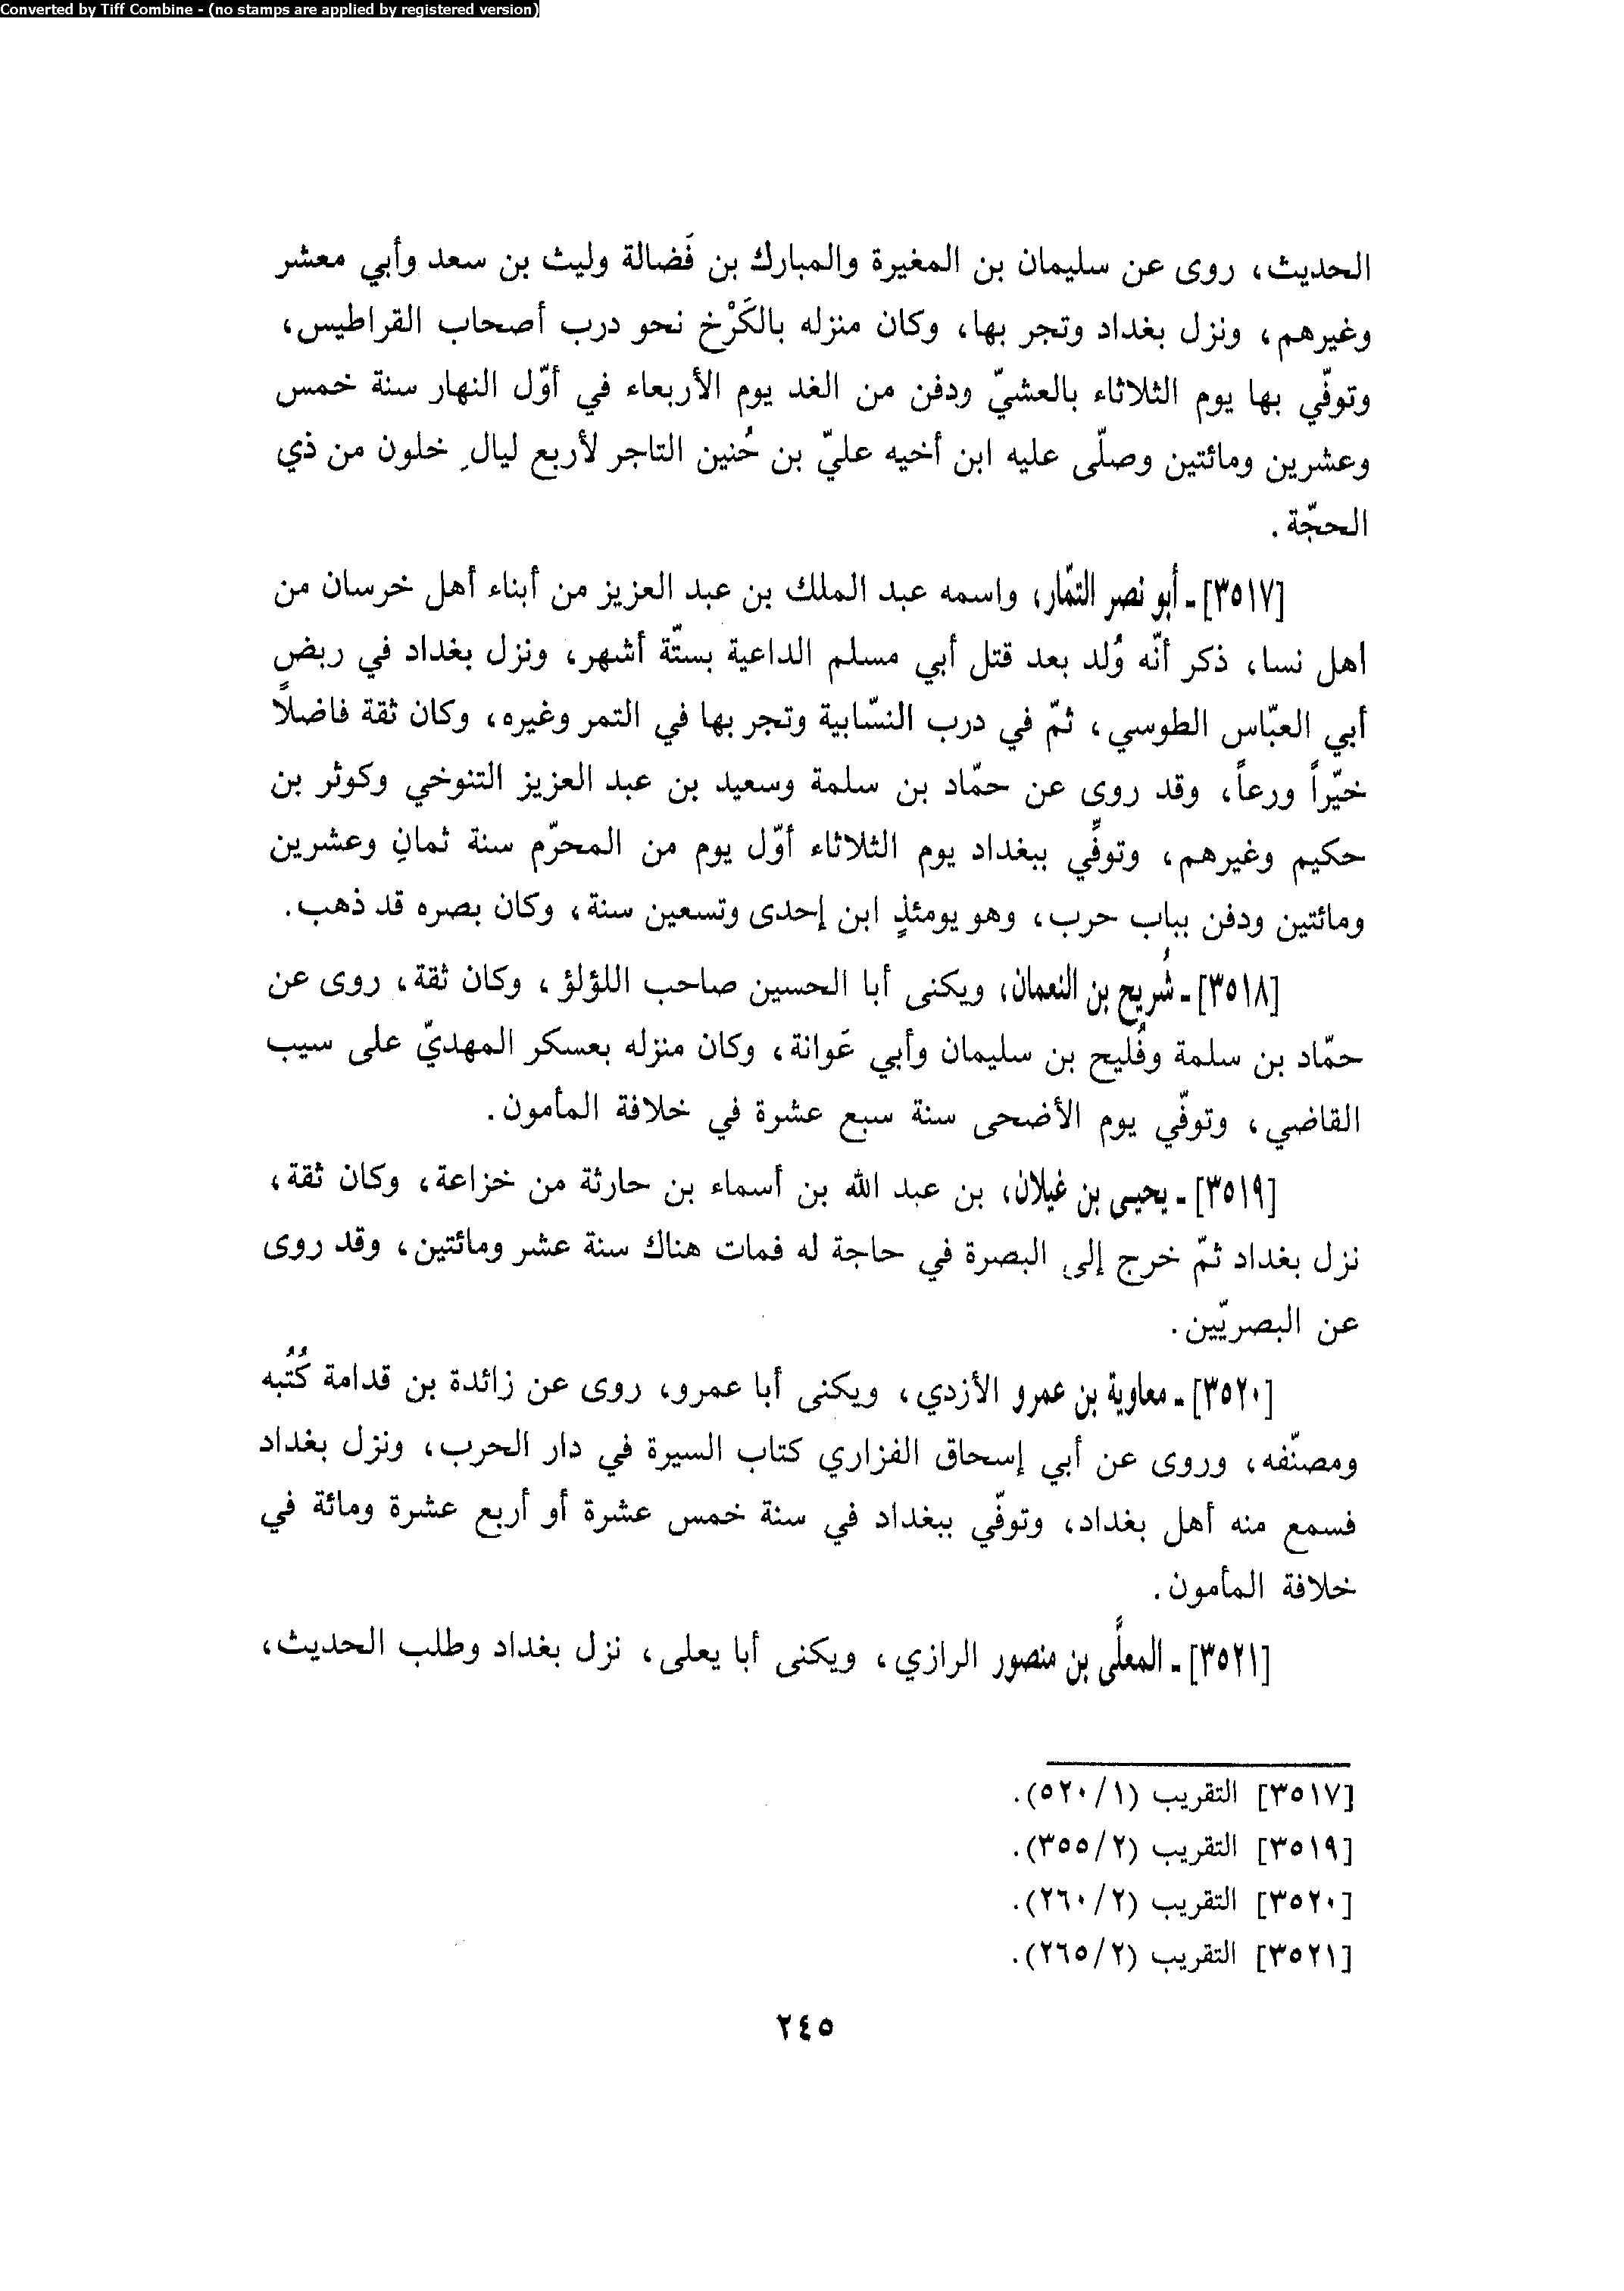 Converted by Tiff Combine - (no stamps are applied by registered version)
الحديث، روى عن سليمان بن المغيرة والمبارك بن فَضالة وليث بن سعد وأبي معشر
وغيرهم، ونزل بغداد وتجر بها، وكان منزله بالكَرْخ نحو درب أصحاب القراطيس،
وتوفّي بها يوم الثلاثاء بالعشيّ ودفن من الغد يوم الأربعاء في أوّل النهار سنة خمس
وعشرين ومائتين وصلّى عليه ابن أخيه عليّ بن حُنين التاجر لأربع ليالٍ خلون من ذي
الحجّة.
[٣٥١٧] ـ أبو نصر التمّار، واسمه عبد الملك بن عبد العزيز من أبناء أهل خرسان من
اهل نسا، ذكر أنّه وُلد بعد قتل أبي مسلم الداعية بستّة أشهر، ونزل بغداد في ربض
أبي العبّاس الطوسي، ثمّ في درب النسّابية وتجر بها في التمر وغيره، وكان ثقة فاضلاً
خيّراً ورعاً، وقد روى عن حمّاد بن سلمة وسعيد بن عبد العزيز التنوخي وكوثر بن
حكيم وغيرهم، وتوفّي ببغداد يوم الثلاثاء أوّل يوم من المحرّم سنة ثمانِ وعشرين
ومائتين ودفن بباب حرب، وهو يومئذٍ ابن إحدى وتسعين سنة، وكان بصره قد ذهب.
[٣٥١٨] ـ شُريح بن النعمان، ويكنى أبا الحسين صاحب اللؤلؤ، وكان ثقة، روى عن
حمّاد بن سلمة وفُليح بن سليمان وأبي عَوانة، وكان منزله بعسكر المهديّ على سيب
القاضي، وتوفّي يوم الأضحى سنة سبع عشرة في خلافة المأمون.
[٣٥١٩] ـ يحيى بن غيلان، بن عبد الله بن أسماء بن حارثة من خزاعة، وكان ثقة،
نزل بغداد ثمّ خرج إلى البصرة في حاجة له فمات هناك سنة عشر ومائتين، وقد روى
عن البصريّين.
[٣٥٢٠] ـ معاوية بن عمرو الأزدي، ويكنى أبا عمرو، روى عن زائدة بن قدامة كُتُبه
ومصنّفه، وروى عن أبي إسحاق الفزاري كتاب السيرة في دار الحرب، ونزل بغداد
فسمع منه أهل بغداد، وتوفّي ببغداد في سنة خمس عشرة أو أربع عشرة ومائة في
خلافة المأمون.
[٣٥٢١] ـ المعلَّى بن منصور الرازي، ويكنى أبا يعلى، نزل بغداد وطلب الحديث،
[٣٥١٧] التقريب (١/ ٥٢٠).
[٣٥١٩] التقريب (٢/ ٣٥٥).
[٣٥٢٠] التقريب (٢/ ٢٦٠).
[٣٥٢١] التقريب (٢/ ٢٦٥).
٢٤٥